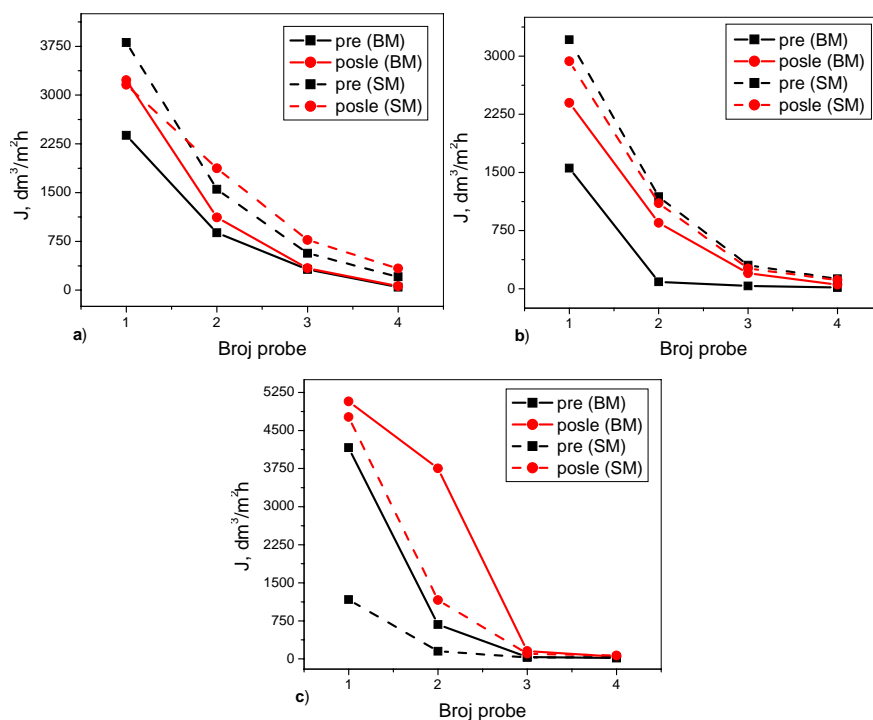 3750
3000
2250
1500
750
0
J, dm³/m²h
pre (BM)
posle (BM)
pre (SM)
posle (SM)
1 2 3 4
Broj probe
a)
3000
2250
1500
750
0
J, dm³/m²h
pre (BM)
posle (BM)
pre (SM)
posle (SM)
1 2 3 4
Broj probe
b)
5250
4500
3750
3000
2250
1500
750
0
J, dm³/m²h
pre (BM)
posle (BM)
pre (SM)
posle (SM)
1 2 3 4
Broj probe
c)